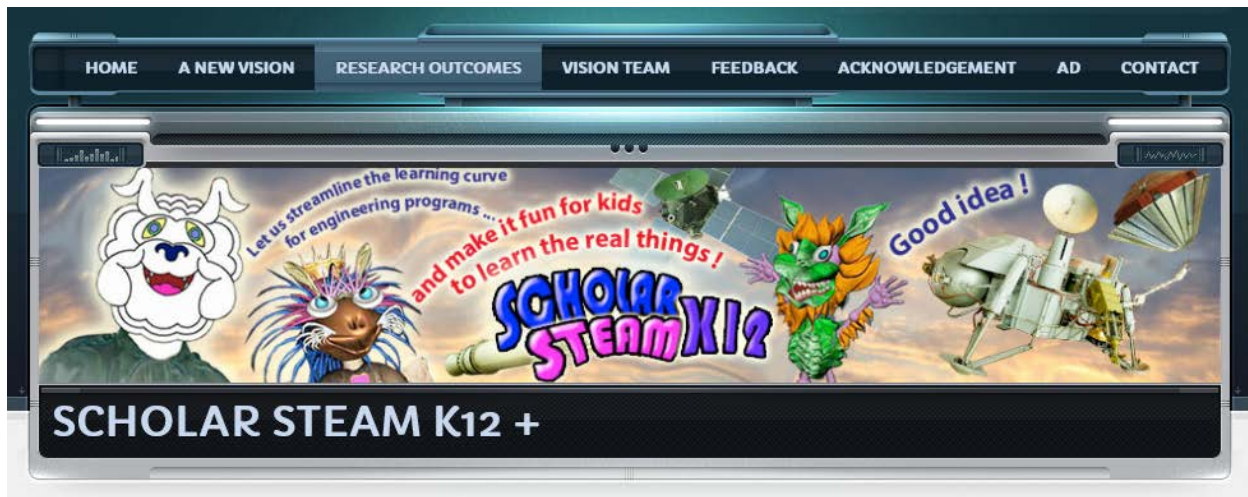 HOME A NEW VISION RESEARCH OUTCOMES VISION TEAM FEEDBACK ACKNOWLEDGEMENT AD CONTACT
Let us streamline the learning curve
for engineering programs ...
and make it fun for kids
to learn the real things !
Good idea !
SCHOLAR
STEAM K12
SCHOLAR STEAM K12 +